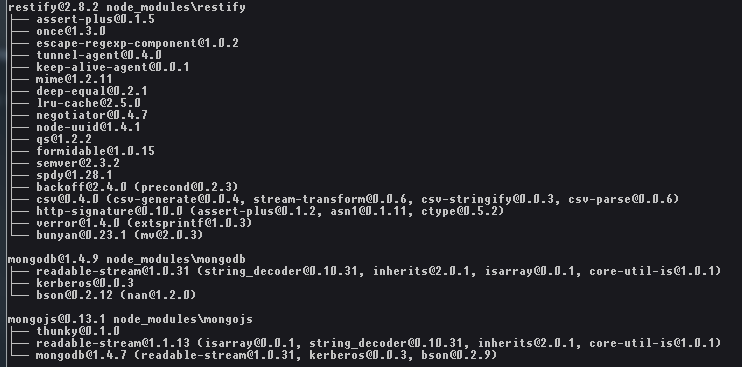 restify@2.8.2 node_modules\restify
├── assert-plus@0.1.5
├── once@1.3.0
├── escape-regexp-component@1.0.2
├── tunnel-agent@0.4.0
├── keep-alive-agent@0.0.1
├── mime@1.2.11
├── deep-equal@0.2.1
├── lru-cache@2.5.0
├── negotiator@0.4.7
├── node-uuid@1.4.1
├── qs@1.2.2
├── formidable@1.0.15
├── semver@2.3.2
├── spdy@1.28.1
├── backoff@2.4.0 (precond@0.2.3)
├── csv@0.4.0 (csv-generate@0.0.4, stream-transform@0.0.6, csv-stringify@0.0.3, csv-parse@0.0.6)
├── http-signature@0.10.0 (assert-plus@0.1.2, asn1@0.1.11, ctype@0.5.2)
├── verror@1.4.0 (extsprintf@1.0.3)
└── bunyan@0.23.1 (mv@2.0.3)

mongodb@1.4.9 node_modules\mongodb
├── readable-stream@1.0.31 (string_decoder@0.10.31, inherits@2.0.1, isarray@0.0.1, core-util-is@1.0.1)
├── kerberos@0.0.3
└── bson@0.2.12 (nan@1.2.0)

mongojs@0.13.1 node_modules\mongojs
├── thunky@0.1.0
├── readable-stream@1.1.13 (isarray@0.0.1, string_decoder@0.10.31, inherits@2.0.1, core-util-is@1.0.1)
└── mongodb@1.4.7 (readable-stream@1.0.31, kerberos@0.0.3, bson@0.2.9)